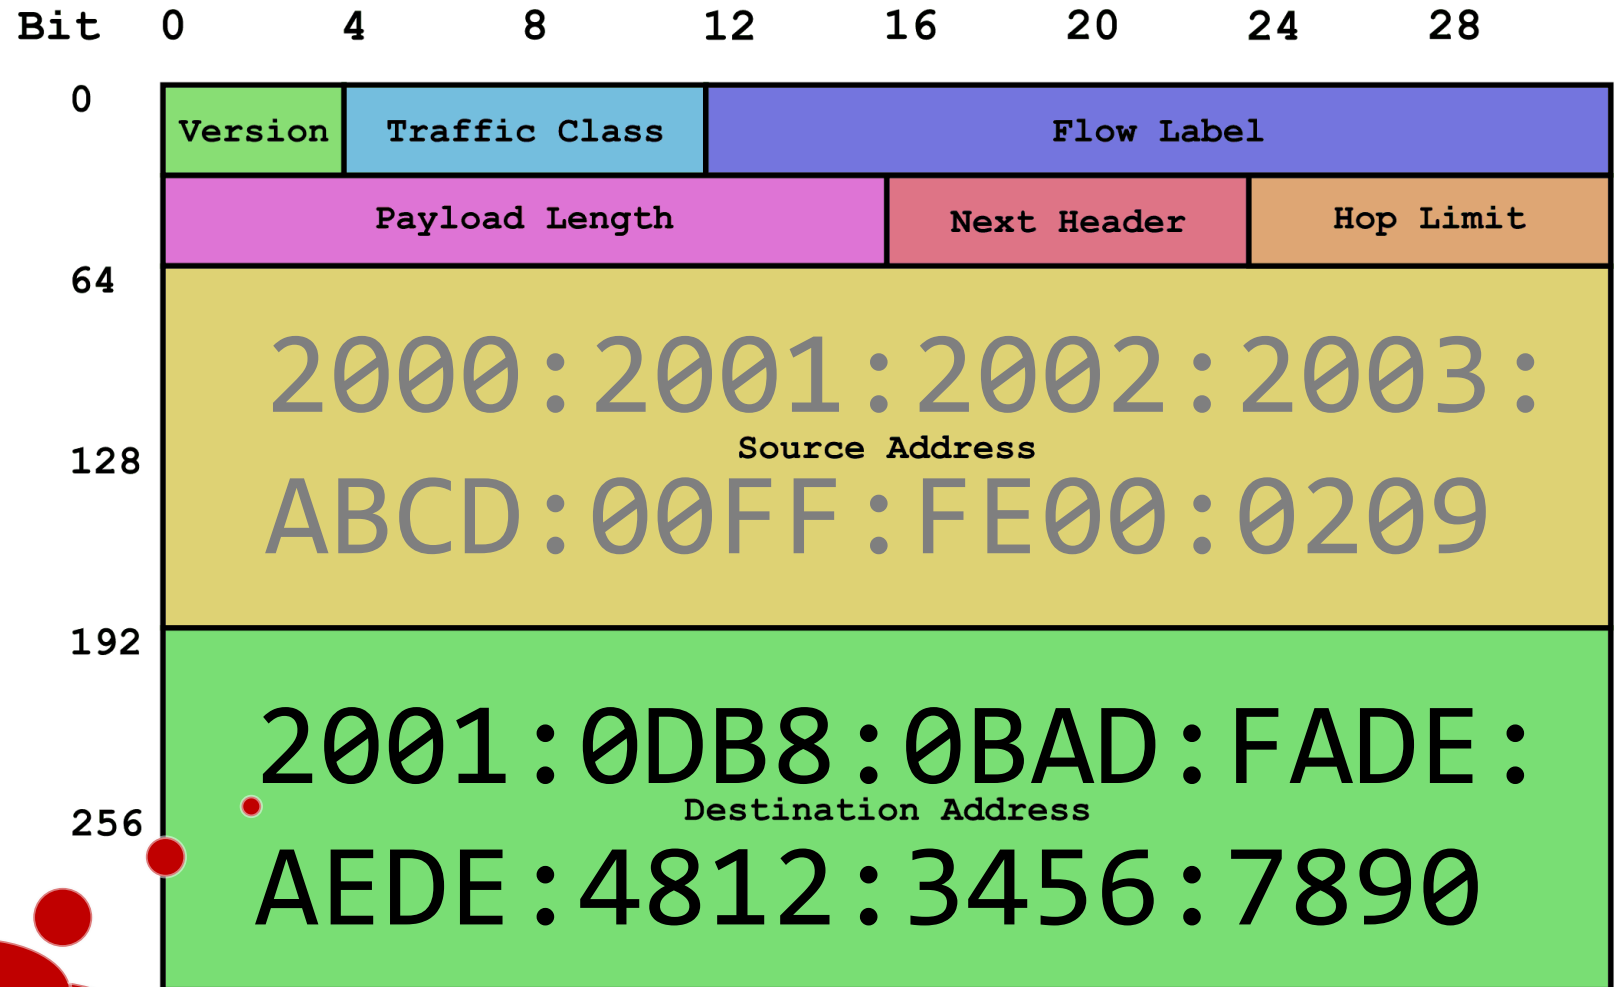 Bit 0 4 8 12 16 20 24 28
0
Version Traffic Class Flow Label
Payload Length Next Header Hop Limit
64
2000:2001:2002:2003:
Source Address
128
ABCD:00FF:FE00:0209
192
2001:0DB8:0BAD:FADE:
Destination Address
256
AEDE:4812:3456:7890